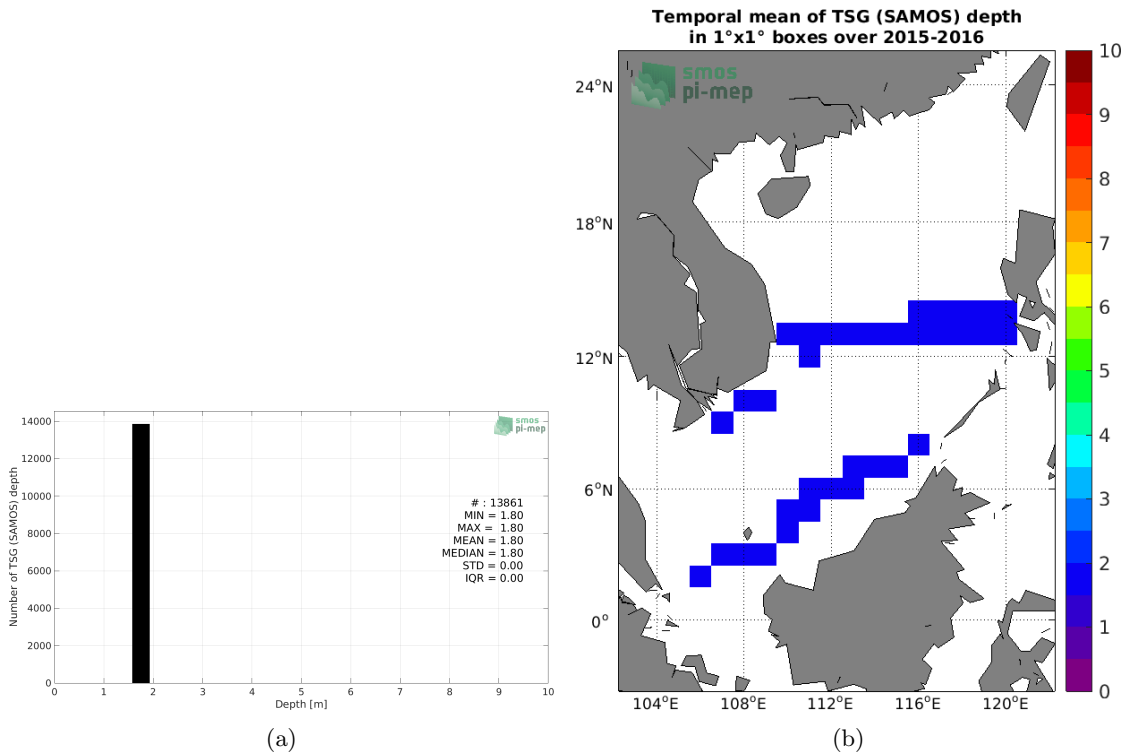 14000
12000
10000
8000
6000
4000
2000
0
Number of TSG (SAMOS) depth
smos
pi-mep
# : 13861
MIN = 1.80
MAX = 1.80
MEAN = 1.80
MEDIAN = 1.80
STD = 0.00
IQR = 0.00
0 1 2 3 4 5 6 7 8 9 10
Depth [m]
(a)
Temporal mean of TSG (SAMOS) depth
in 1°x1° boxes over 2015-2016
smos
pi-mep
24°N
18°N
12°N
6°N
0°
104°E 108°E 112°E 116°E 120°E
10
9
8
7
6
5
4
3
2
1
0
(b)